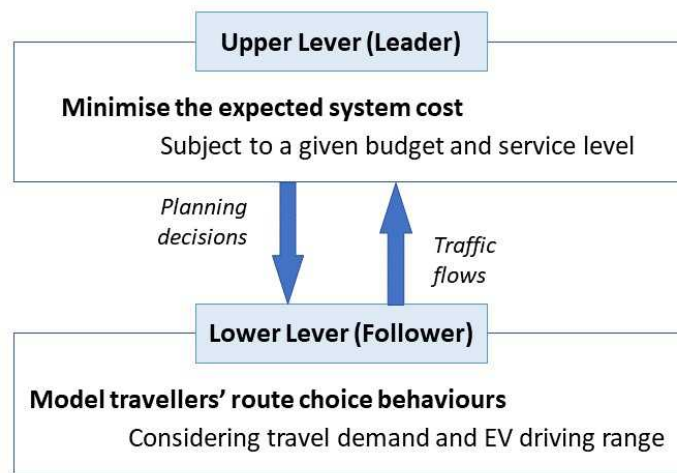 Upper Lever (Leader)
Minimise the expected system cost
Subject to a given budget and service level
Planning
decisions
Traffic
flows
Lower Lever (Follower)
Model travellers’ route choice behaviours
Considering travel demand and EV driving range